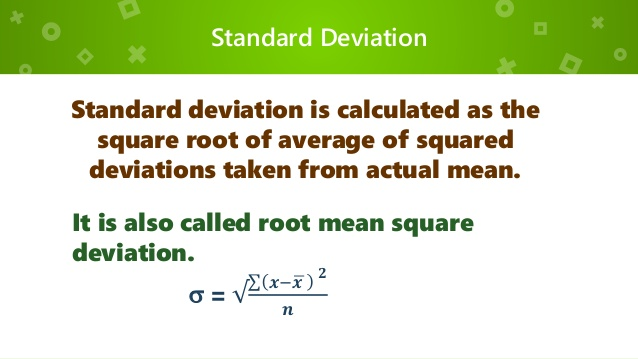 Standard Deviation
Standard deviation is calculated as the
square root of average of squared
deviations taken from actual mean.
It is also called root mean square
deviation.
σ = √∑(x−x̅)²/n